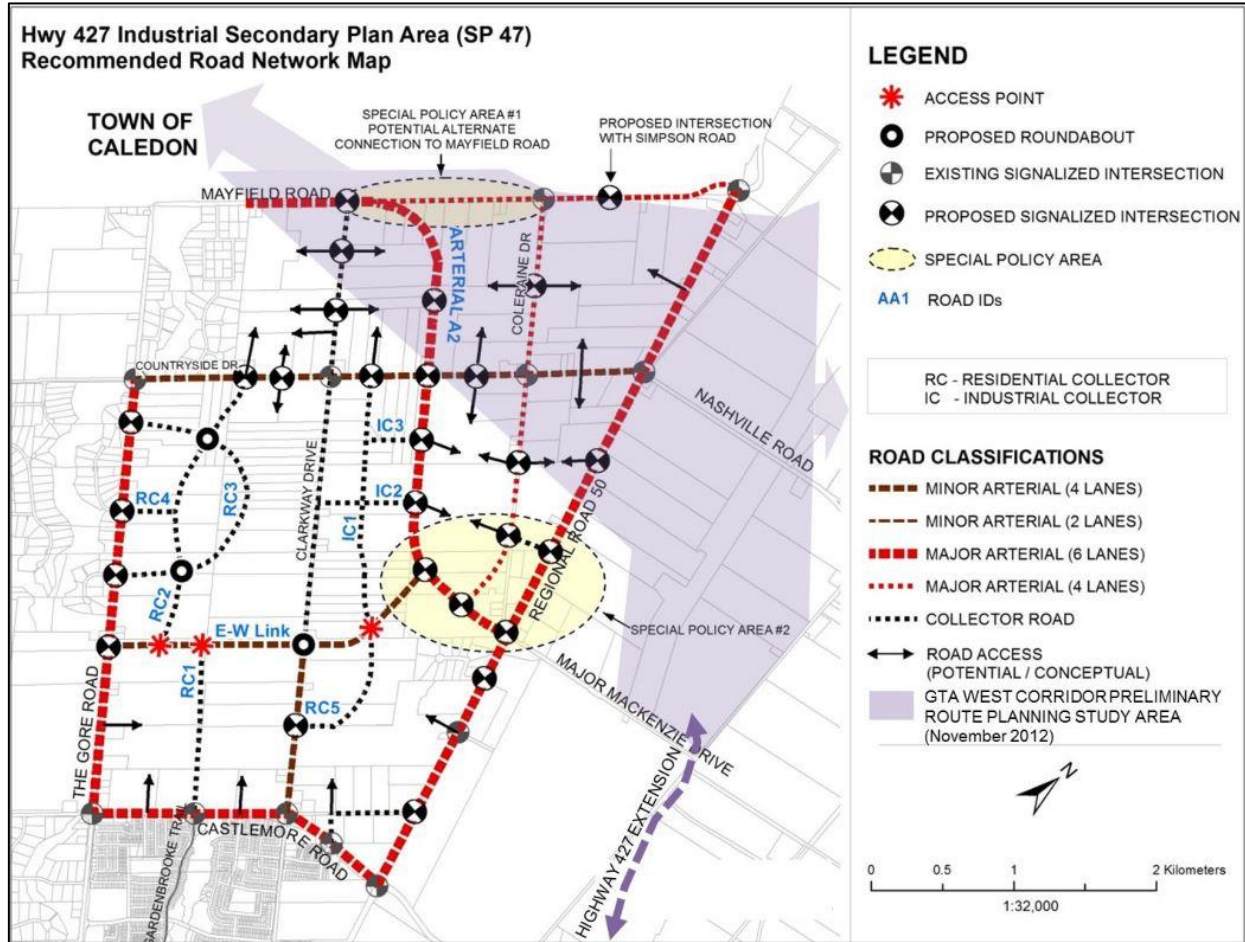 Hwy 427 Industrial Secondary Plan Area (SP 47)
Recommended Road Network Map
TOWN OF
CALEDON
SPECIAL POLICY AREA #1
POTENTIAL ALTERNATE
CONNECTION TO MAYFIELD ROAD
PROPOSED INTERSECTION
WITH SIMPSON ROAD
MAYFIELD ROAD
ARTERIAL A2
COLERAINE DR
COUNTRYSIDE DR
NASHVILLE ROAD
CLARKWAY DRIVE
IC3
IC2
IC1
RC4
RC3
REGIONAL ROAD 50
RC2
E-W Link
SPECIAL POLICY AREA #2
RC1
RC5
MAJOR MACKENZIE DRIVE
THE GORE ROAD
CASTLEMORE ROAD
GARDENBROOKE TRAIL
HIGHWAY 427 EXTENSION
LEGEND
ACCESS POINT
PROPOSED ROUNDABOUT
EXISTING SIGNALIZED INTERSECTION
PROPOSED SIGNALIZED INTERSECTION
SPECIAL POLICY AREA
AA1 ROAD IDs
RC - RESIDENTIAL COLLECTOR
IC - INDUSTRIAL COLLECTOR
ROAD CLASSIFICATIONS
MINOR ARTERIAL (4 LANES)
MINOR ARTERIAL (2 LANES)
MAJOR ARTERIAL (6 LANES)
MAJOR ARTERIAL (4 LANES)
COLLECTOR ROAD
ROAD ACCESS
(POTENTIAL / CONCEPTUAL)
GTA WEST CORRIDOR PRELIMINARY
ROUTE PLANNING STUDY AREA
(November 2012)
N
0 0.5 1 2 Kilometers
1:32,000